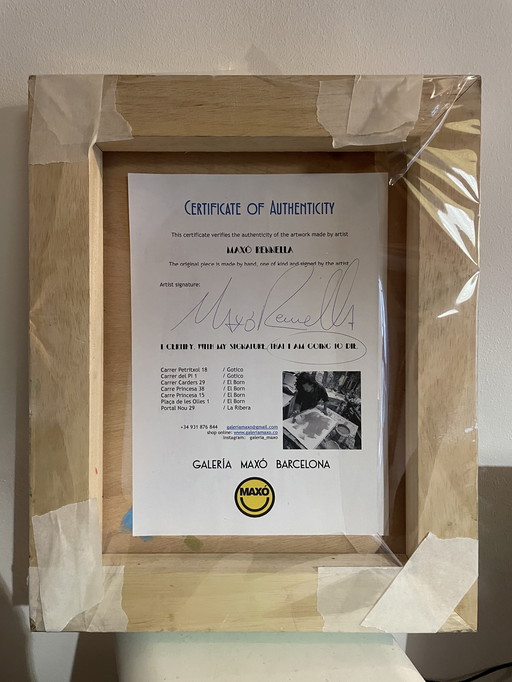 CERTIFICATE OF AUTHENTICITY
This certificate verifies the authenticity of the artwork made by artist
MAXÓ RENNELLA
The original piece is made by hand, one of kind and signed by the artist
Artist signature:
Maxó Rennella
I CERTIFY, WITH MY SIGNATURE, THAT I AM GOING TO DIE
Carrer Petritxol 18 / Gotico
Carrer del Pi 1 / Gotico
Carrer Carders 29 / El Born
Carrer Princesa 38 / El Born
Carrer Princesa 15 / El Born
Plaça de les Olles 1 / El Born
Portal Nou 29 / La Ribera
+34 931 876 844 galeriamaxo@gmail.com
shop online: www.galeriamaxo.co
Instagram: galeria_maxo
GALERÍA MAXÓ BARCELONA
MAXÓ